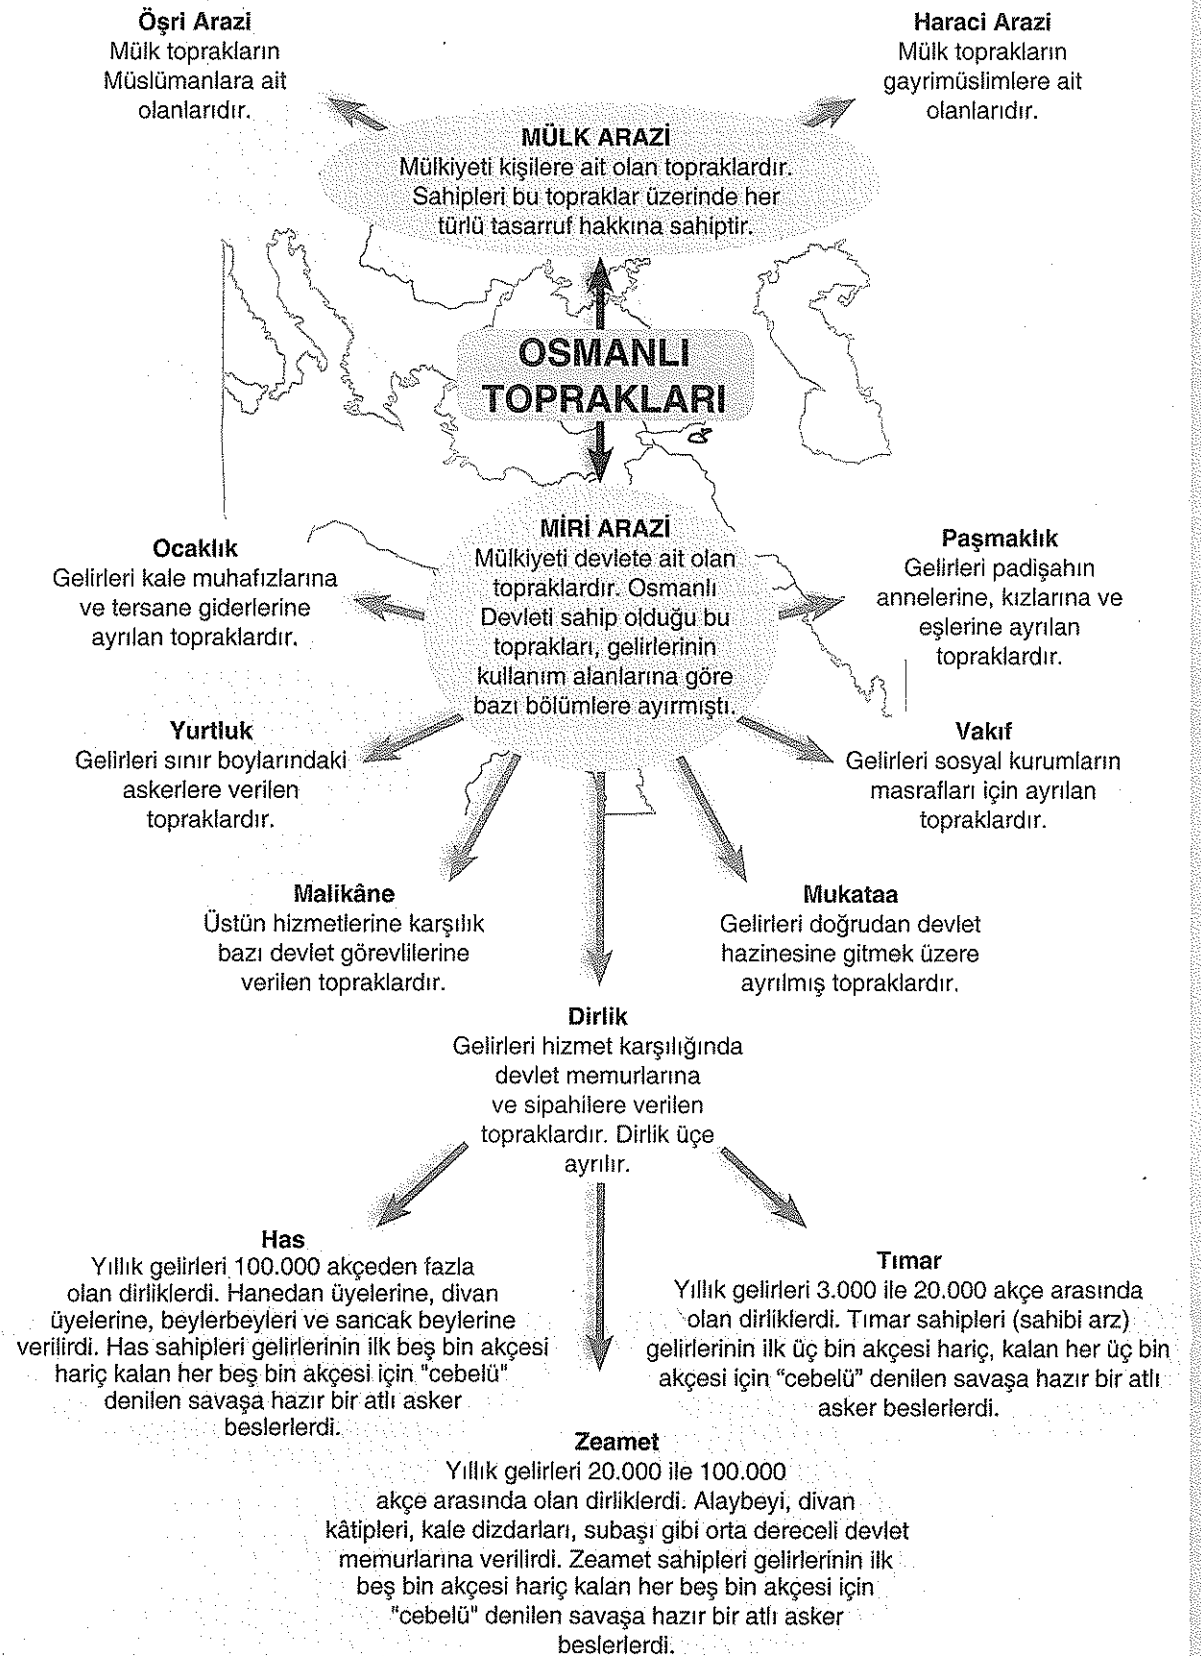 Öşri Arazi
Mülk toprakların
Müslümanlara ait
olanlarıdır.
Haraci Arazi
Mülk toprakların
gayrimüslimlere ait
olanlarıdır.
MÜLK ARAZİ
Mülkiyeti kişilere ait olan topraklardır.
Sahipleri bu topraklar üzerinde her
türlü tasarruf hakkına sahiptir.
OSMANLI
TOPRAKLARI
MİRİ ARAZİ
Mülkiyeti devlete ait olan
topraklardır. Osmanlı
Devleti sahip olduğu bu
toprakları, gelirlerinin
kullanım alanlarına göre
bazı bölümlere ayırmıştı.
Ocaklık
Gelirleri kale muhafızlarına
ve tersane giderlerine
ayrılan topraklardır.
Paşmaklık
Gelirleri padişahın
annelerine, kızlarına ve
eşlerine ayrılan
topraklardır.
Yurtluk
Gelirleri sınır boylarındaki
askerlere verilen
topraklardır.
Vakıf
Gelirleri sosyal kurumların
masrafları için ayrılan
topraklardır.
Malikâne
Üstün hizmetlerine karşılık
bazı devlet görevlilerine
verilen topraklardır.
Mukataa
Gelirleri doğrudan devlet
hazinesine gitmek üzere
ayrılmış topraklardır.
Dirlik
Gelirleri hizmet karşılığında
devlet memurlarına
ve sipahilere verilen
topraklardır. Dirlik üçe
ayrılır.
Has
Yıllık gelirleri 100.000 akçeden fazla
olan dirliklerdi. Hanedan üyelerine, divan
üyelerine, beylerbeyleri ve sancak beylerine
verilirdi. Has sahipleri gelirlerinin ilk beş bin akçesi
hariç kalan her beş bin akçesi için "cebelü"
denilen savaşa hazır bir atlı asker
beslerlerdi.
Tımar
Yıllık gelirleri 3.000 ile 20.000 akçe arasında
olan dirliklerdi. Tımar sahipleri (sahibi arz)
gelirlerinin ilk üç bin akçesi hariç, kalan her üç bin
akçesi için "cebelü" denilen savaşa hazır bir atlı
asker beslerlerdi.
Zeamet
Yıllık gelirleri 20.000 ile 100.000
akçe arasında olan dirliklerdi. Alaybeyi, divan
kâtipleri, kale dizdarları, subaşı gibi orta dereceli devlet
memurlarına verilirdi. Zeamet sahipleri gelirlerinin ilk
beş bin akçesi hariç kalan her beş bin akçesi için
"cebelü" denilen savaşa hazır bir atlı asker
beslerlerdi.